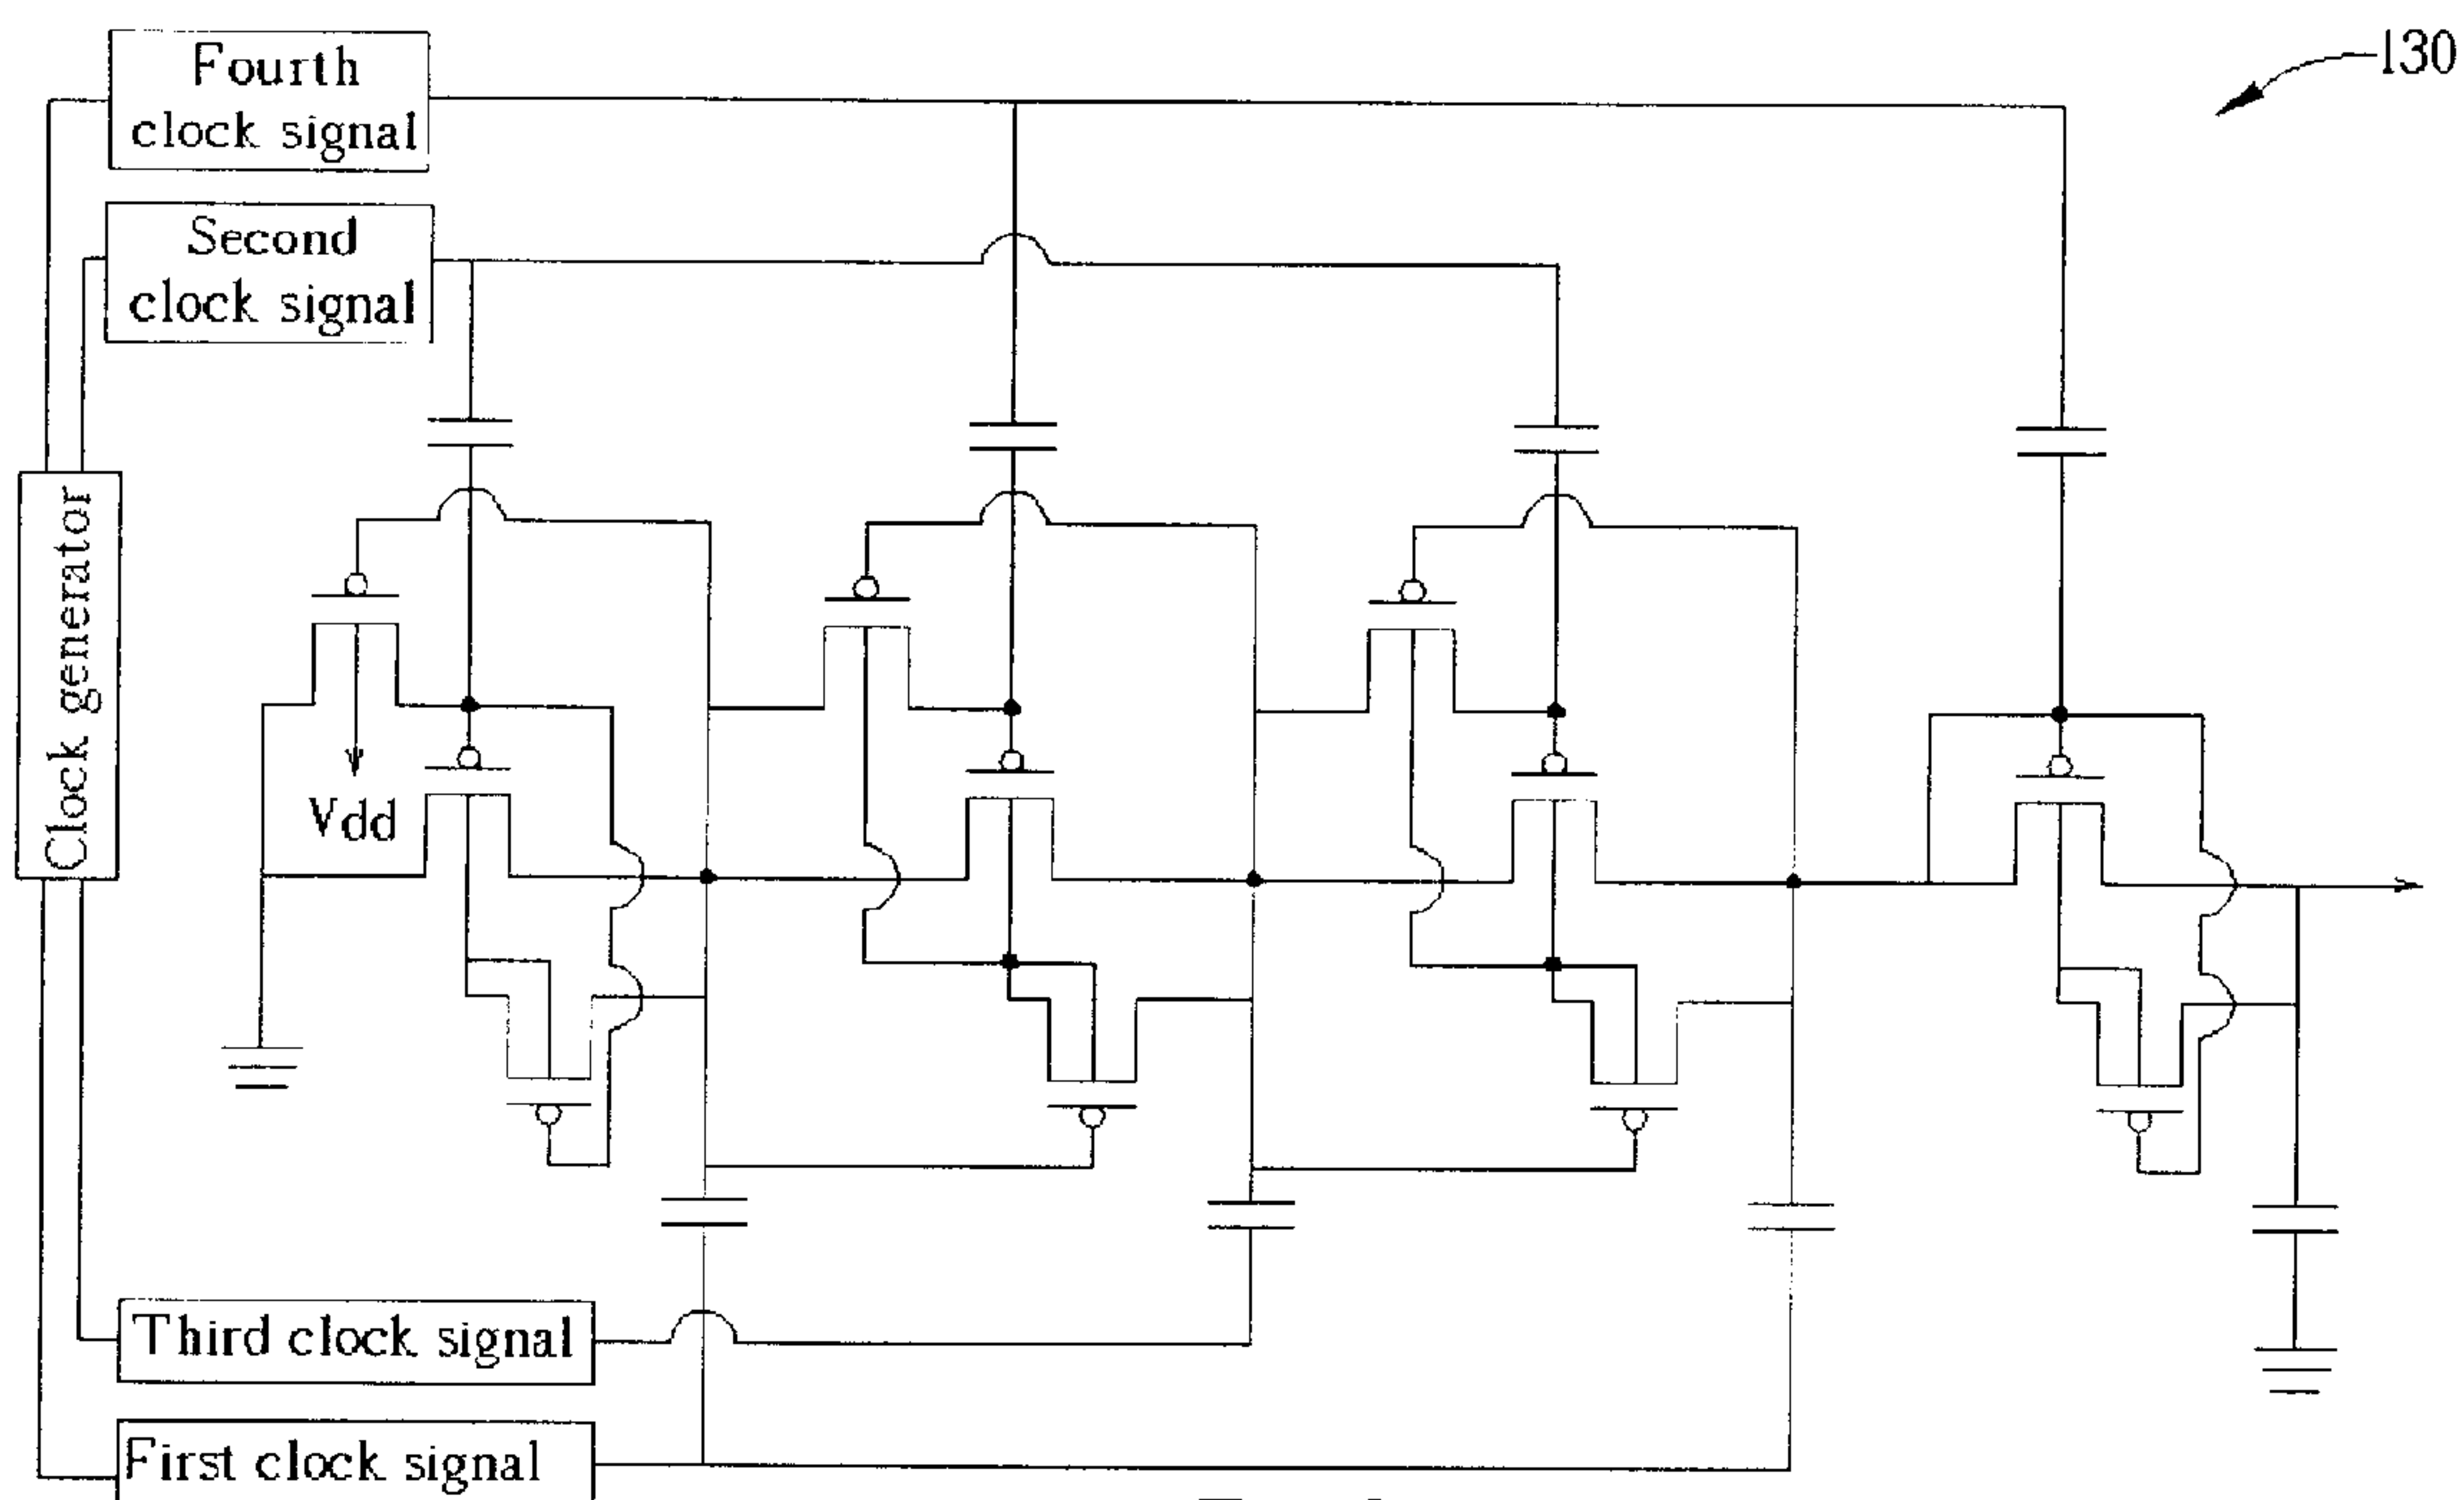 Fourth
clock signal
130
Second
clock signal
Clock generator
Vdd
Third clock signal
First clock signal